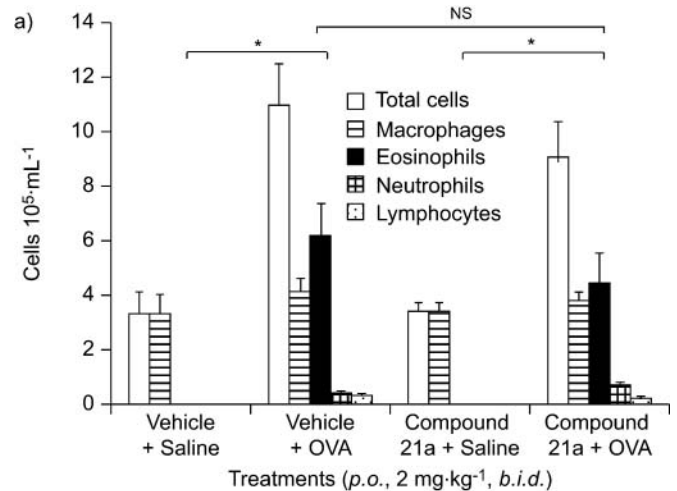 a)
14
12
10
8
6
4
2
0
Cells 10⁵·mL⁻¹
NS
*
*
Total cells
Macrophages
Eosinophils
Neutrophils
Lymphocytes
Vehicle
+ Saline
Vehicle
+ OVA
Compound
21a + Saline
Compound
21a + OVA
Treatments (p.o., 2 mg·kg⁻¹, b.i.d.)